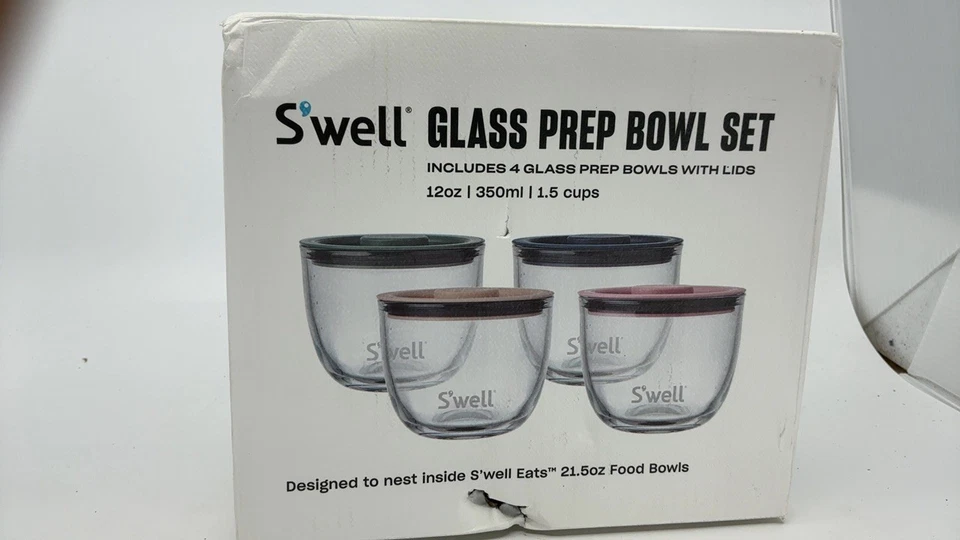 S'well® GLASS PREP BOWL SET
INCLUDES 4 GLASS PREP BOWLS WITH LIDS
12oz | 350ml | 1.5 cups
S'well
S'well
S'well
S'well
Designed to nest inside S'well Eats™ 21.5oz Food Bowls